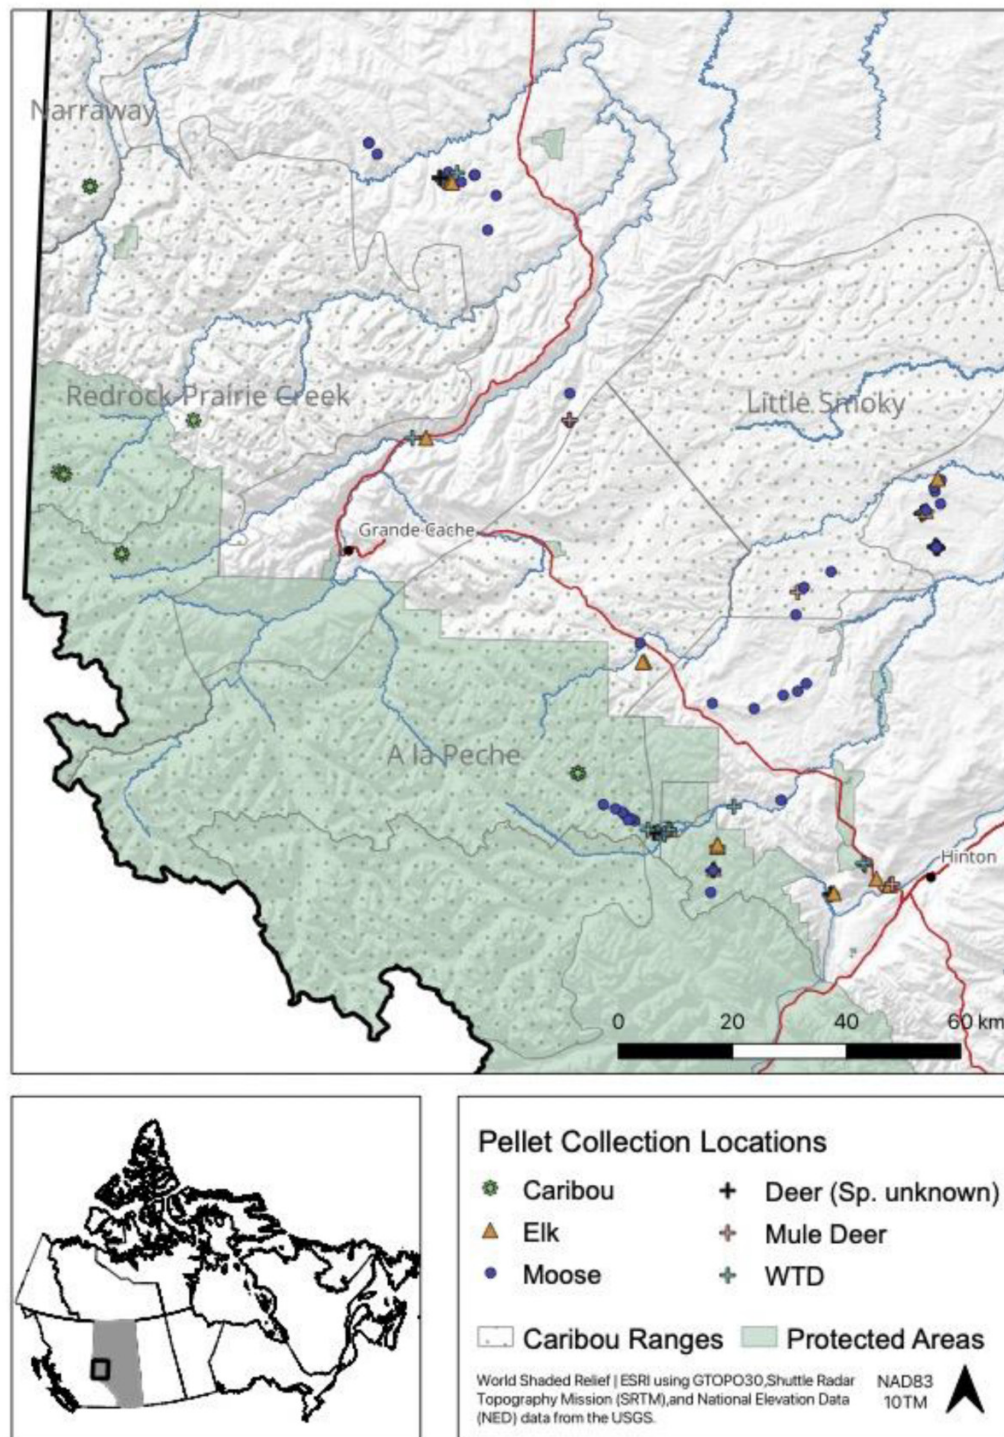 Narraway
Redrock-Prairie Creek
Little Smoky
Grande Cache
A la Peche
Hinton
0 20 40 60 km
Pellet Collection Locations
Caribou
Elk
Moose
Deer (Sp. unknown)
Mule Deer
WTD
Caribou Ranges
Protected Areas
World Shaded Relief | ESRI using GTOPO30,Shuttle Radar
Topography Mission (SRTM),and National Elevation Data
(NED) data from the USGS.
NAD83
10TM